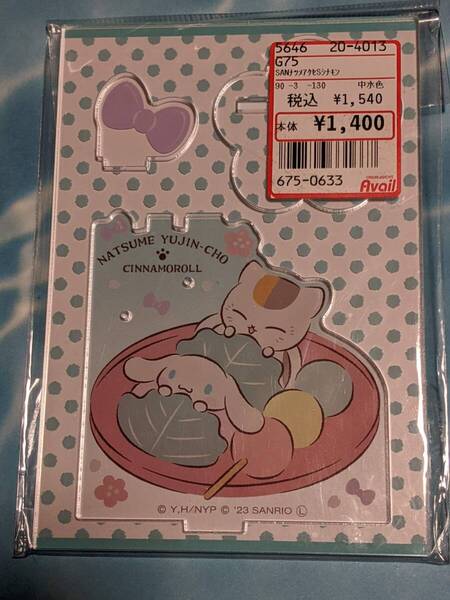 5646 20-4013
G75
SANナツメアクセSシナモン
90 -3 -130 中水色
税込 ¥1,540
本体 ¥1,400
675-0633
Avail
NATSUME YUJIN-CHO
CINNAMOROLL
© Y,H/NYP © '23 SANRIO Ⓛ